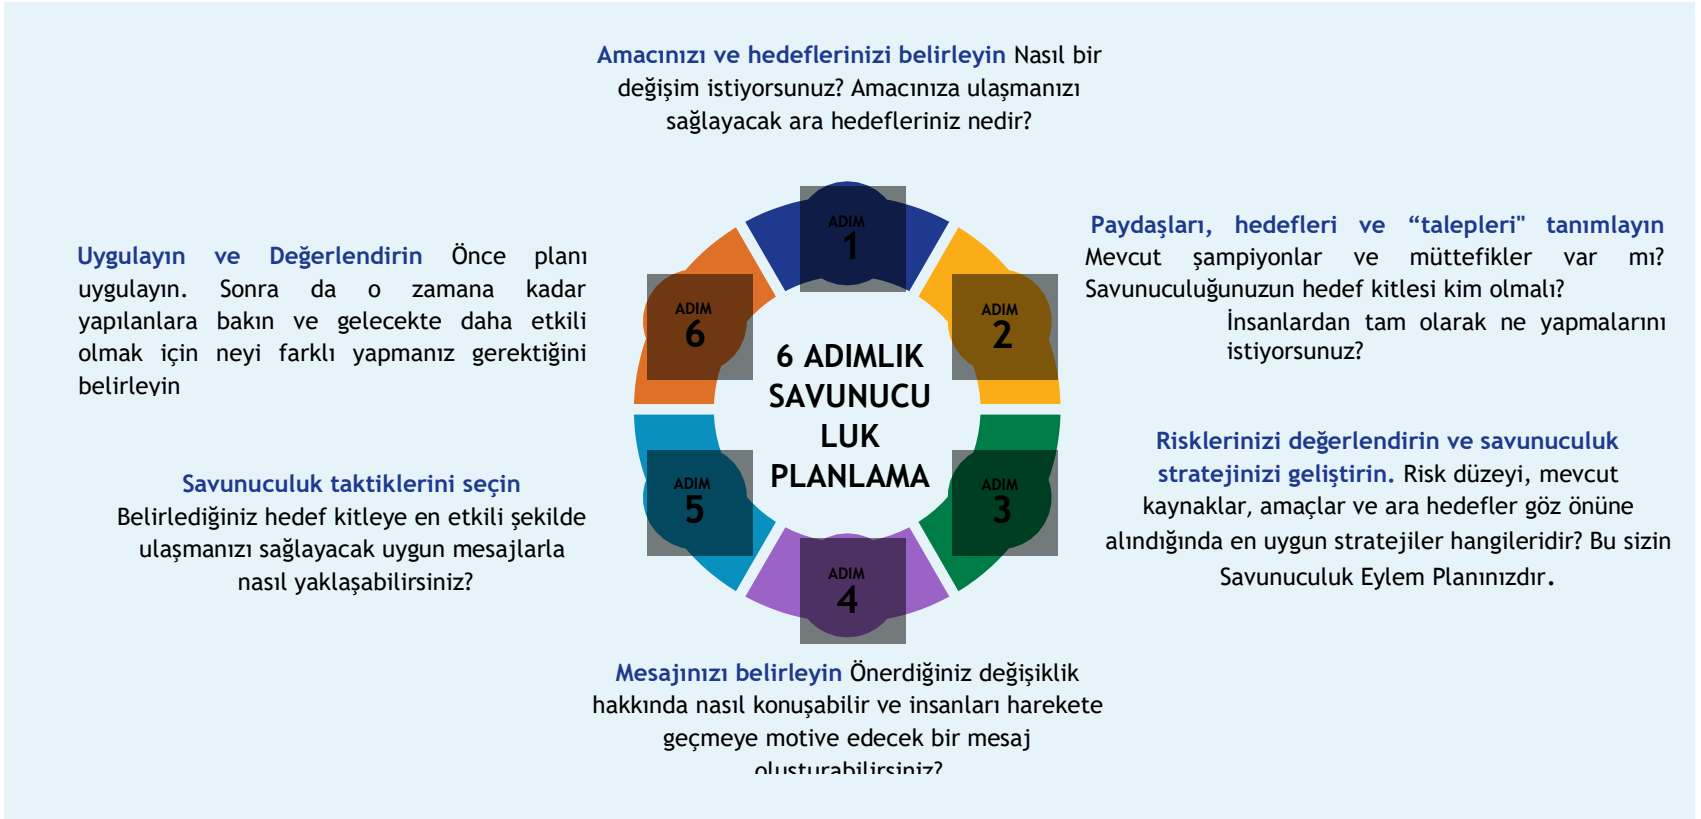 Amacınızı ve hedeflerinizi belirleyin Nasıl bir
değişim istiyorsunuz? Amacınıza ulaşmanızı
sağlayacak ara hedefleriniz nedir?
ADIM
1
Paydaşları, hedefleri ve “talepleri" tanımlayın
Mevcut şampiyonlar ve müttefikler var mı?
Savunuculuğunuzun hedef kitlesi kim olmalı?
İnsanlardan tam olarak ne yapmalarını
istiyorsunuz?
ADIM
2
Risklerinizi değerlendirin ve savunuculuk
stratejinizi geliştirin. Risk düzeyi, mevcut
kaynaklar, amaçlar ve ara hedefler göz önüne
alındığında en uygun stratejiler hangileridir? Bu sizin
Savunuculuk Eylem Planınızdır.
ADIM
3
Mesajınızı belirleyin Önerdiğiniz değişiklik
hakkında nasıl konuşabilir ve insanları harekete
geçmeye motive edecek bir mesaj
oluşturabilirsiniz?
ADIM
4
Savunuculuk taktiklerini seçin
Belirlediğiniz hedef kitleye en etkili şekilde
ulaşmanızı sağlayacak uygun mesajlarla
nasıl yaklaşabilirsiniz?
ADIM
5
Uygulayın ve Değerlendirin Önce planı
uygulayın. Sonra da o zamana kadar
yapılanlara bakın ve gelecekte daha etkili
olmak için neyi farklı yapmanız gerektiğini
belirleyin
ADIM
6
6 ADIMLIK
SAVUNUCU
LUK
PLANLAMA